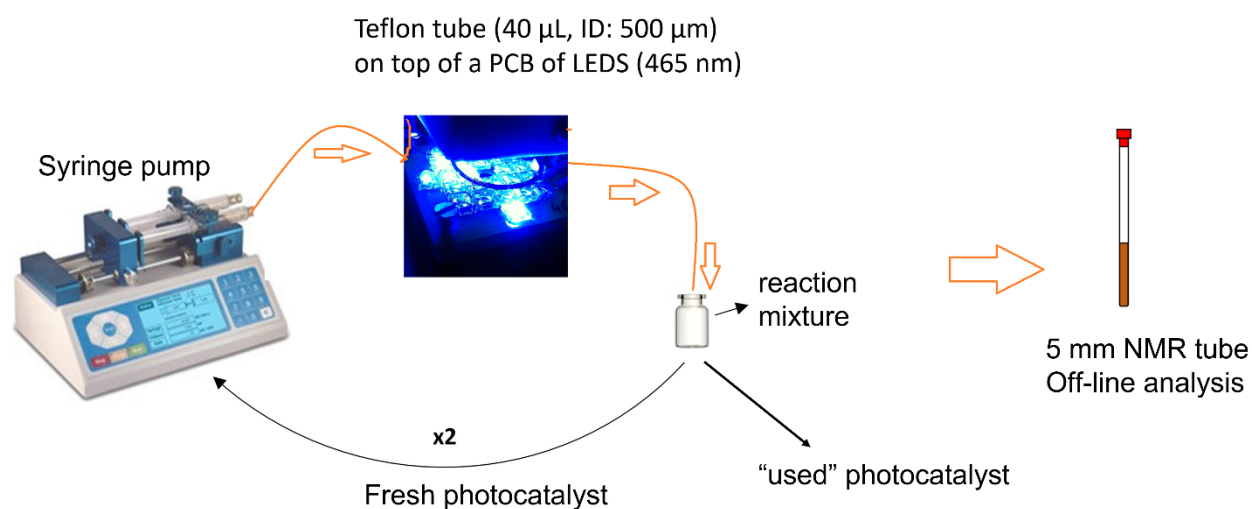 Teflon tube (40 µL, ID: 500 µm)
on top of a PCB of LEDS (465 nm)
Syringe pump
reaction
mixture
5 mm NMR tube
Off-line analysis
x2
Fresh photocatalyst
“used” photocatalyst